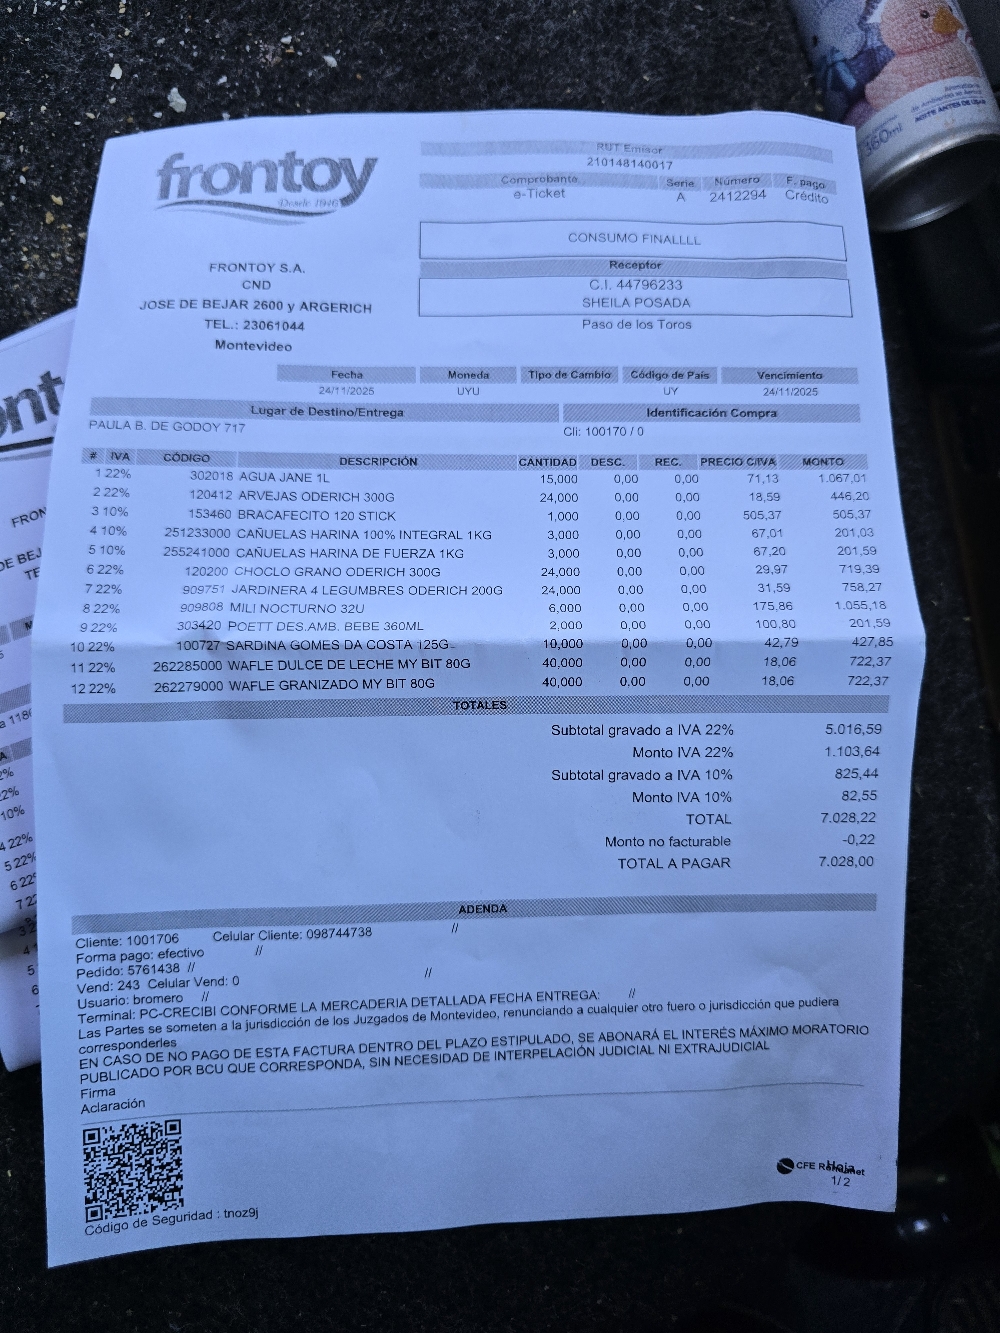 frontoy
Desde 1946
FRONTOY S.A.
CND
JOSE DE BEJAR 2600 y ARGERICH
TEL.: 23061044
Montevideo
RUT Emisor
210148140017
Comprobante Serie Número F. pago
e-Ticket A 2412294 Crédito
CONSUMO FINALLLL
Receptor
C.I. 44796233
SHEILA POSADA
Paso de los Toros
Fecha Moneda Tipo de Cambio Código de País Vencimiento
24/11/2025 UYU UY 24/11/2025
Lugar de Destino/Entrega Identificación Compra
PAULA B. DE GODOY 717 Cli: 100170 / 0
# IVA CÓDIGO DESCRIPCIÓN CANTIDAD DESC. REC. PRECIO C/IVA MONTO
1 22% 302018 AGUA JANE 1L 15,000 0,00 0,00 71,13 1.067,01
2 22% 120412 ARVEJAS ODERICH 300G 24,000 0,00 0,00 18,59 446,20
3 10% 153460 BRACAFECITO 120 STICK 1,000 0,00 0,00 505,37 505,37
4 10% 251233000 CAÑUELAS HARINA 100% INTEGRAL 1KG 3,000 0,00 0,00 67,01 201,03
5 10% 255241000 CAÑUELAS HARINA DE FUERZA 1KG 3,000 0,00 0,00 67,20 201,59
6 22% 120200 CHOCLO GRANO ODERICH 300G 24,000 0,00 0,00 29,97 719,39
7 22% 909751 JARDINERA 4 LEGUMBRES ODERICH 200G 24,000 0,00 0,00 31,59 758,27
8 22% 909808 MILI NOCTURNO 32U 6,000 0,00 0,00 175,86 1.055,18
9 22% 303420 POETT DES.AMB. BEBE 360ML 2,000 0,00 0,00 100,80 201,59
10 22% 100727 SARDINA GOMES DA COSTA 125G 10,000 0,00 0,00 42,79 427,85
11 22% 262285000 WAFLE DULCE DE LECHE MY BIT 80G 40,000 0,00 0,00 18,06 722,37
12 22% 262279000 WAFLE GRANIZADO MY BIT 80G 40,000 0,00 0,00 18,06 722,37
TOTALES
Subtotal gravado a IVA 22% 5.016,59
Monto IVA 22% 1.103,64
Subtotal gravado a IVA 10% 825,44
Monto IVA 10% 82,55
TOTAL 7.028,22
Monto no facturable -0,22
TOTAL A PAGAR 7.028,00
ADENDA
Cliente: 1001706 Celular Cliente: 098744738 //
Forma pago: efectivo //
Pedido: 5761438 //
Vend: 243 Celular Vend: 0 //
Usuario: bromero //
Terminal: PC-CRECIBI CONFORME LA MERCADERIA DETALLADA FECHA ENTREGA: //
Las Partes se someten a la jurisdicción de los Juzgados de Montevideo, renunciando a cualquier otro fuero o jurisdicción que pudiera
corresponderles
EN CASO DE NO PAGO DE ESTA FACTURA DENTRO DEL PLAZO ESTIPULADO, SE ABONARÁ EL INTERÉS MÁXIMO MORATORIO
PUBLICADO POR BCU QUE CORRESPONDA, SIN NECESIDAD DE INTERPELACIÓN JUDICIAL NI EXTRAJUDICIAL
Firma
Aclaración
Código de Seguridad : tnoz9j
CFE
Hoja
1/ 2
360ml
AGITE ANTES DE USAR